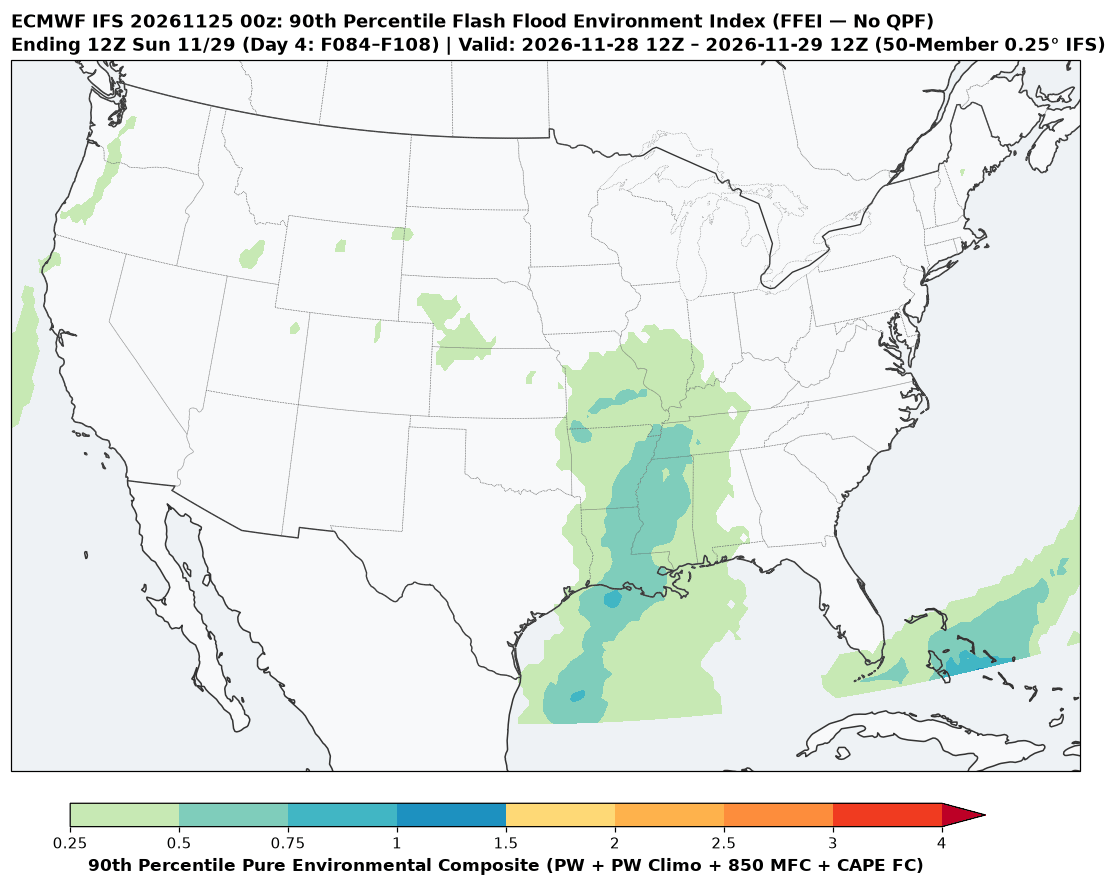 ECMWF IFS 20261125 00z: 90th Percentile Flash Flood Environment Index (FFEI — No QPF)
Ending 12Z Sun 11/29 (Day 4: F084–F108) | Valid: 2026-11-28 12Z – 2026-11-29 12Z (50-Member 0.25° IFS)
0.25 0.5 0.75 1 1.5 2 2.5 3 4
90th Percentile Pure Environmental Composite (PW + PW Climo + 850 MFC + CAPE FC)